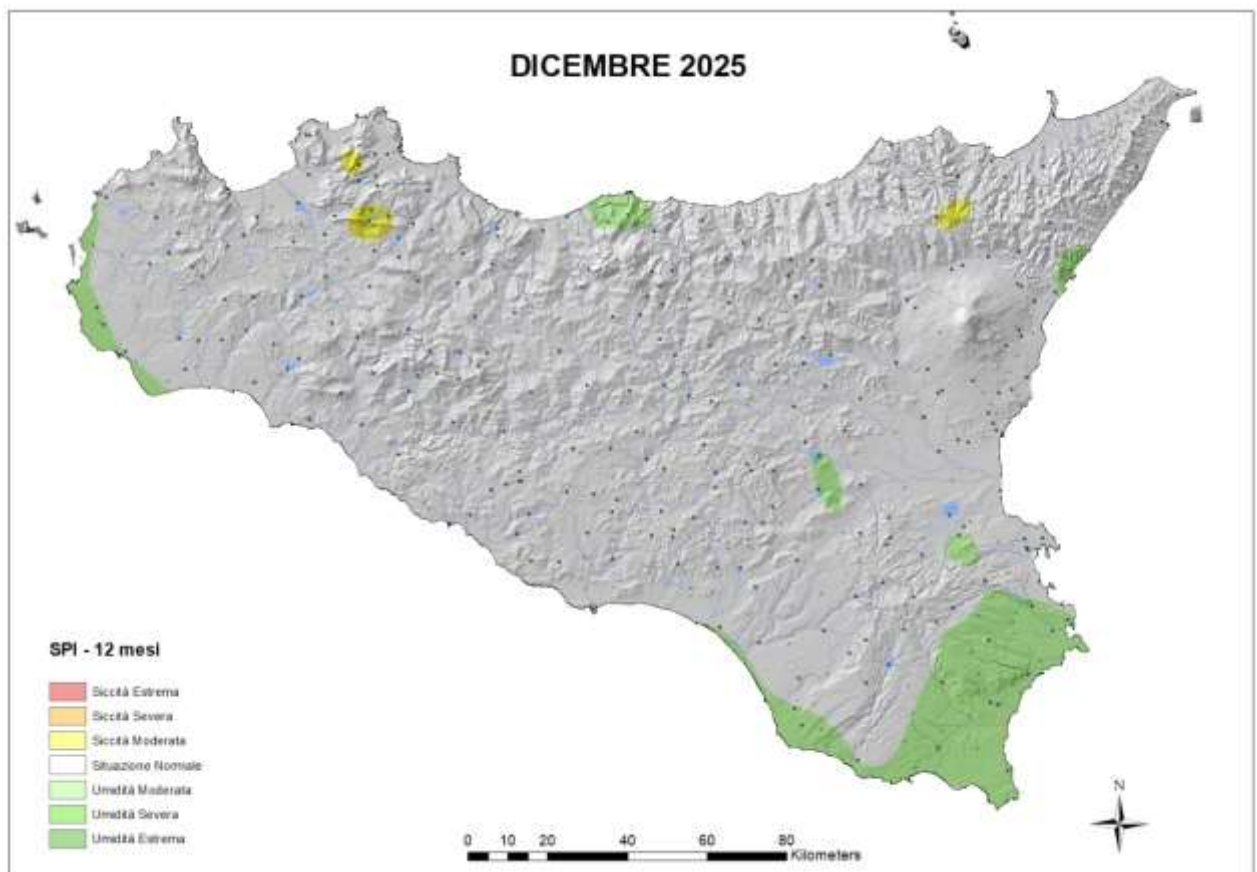 DICEMBRE 2025
SPI - 12 mesi
Siccità Estrema
Siccità Severa
Siccità Moderata
Situazione Normale
Umidità Moderata
Umidità Severa
Umidità Estrema
0 10 20 40 60 80
Kilometers
N